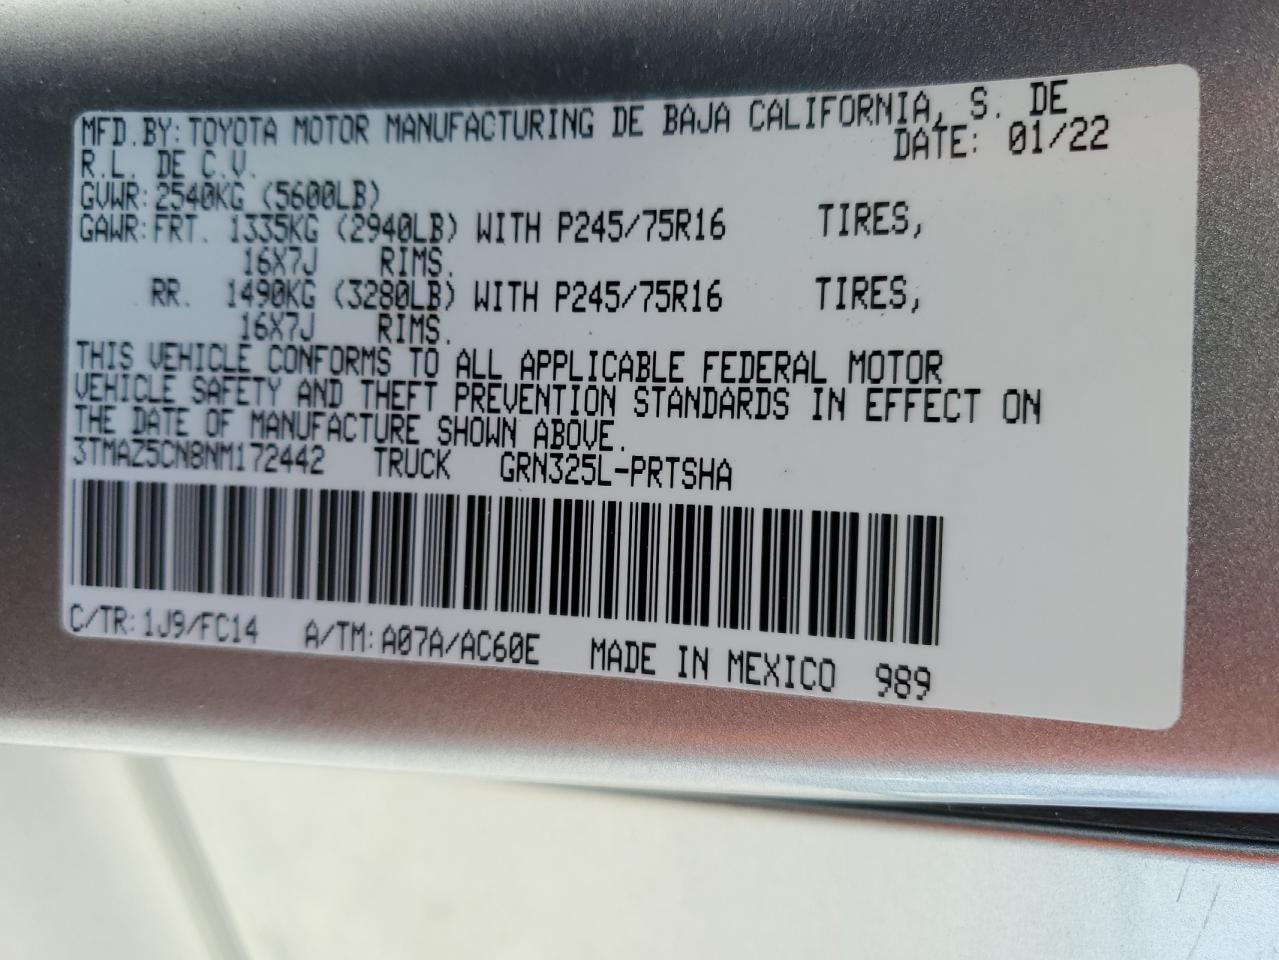 MFD.BY: TOYOTA MOTOR MANUFACTURING DE BAJA CALIFORNIA, S. DE
R.L. DE C.V. DATE: 01/22
GVWR: 2540KG (5600LB)
GAWR: FRT. 1335KG (2940LB) WITH P245/75R16 TIRES,
16X7J RIMS.
RR. 1490KG (3280LB) WITH P245/75R16 TIRES,
16X7J RIMS.
THIS VEHICLE CONFORMS TO ALL APPLICABLE FEDERAL MOTOR
VEHICLE SAFETY AND THEFT PREVENTION STANDARDS IN EFFECT ON
THE DATE OF MANUFACTURE SHOWN ABOVE.
3TMAZ5CN8NM172442 TRUCK GRN325L-PRTSHA
C/TR: 1J9/FC14 A/TM: A07A/AC60E MADE IN MEXICO 989